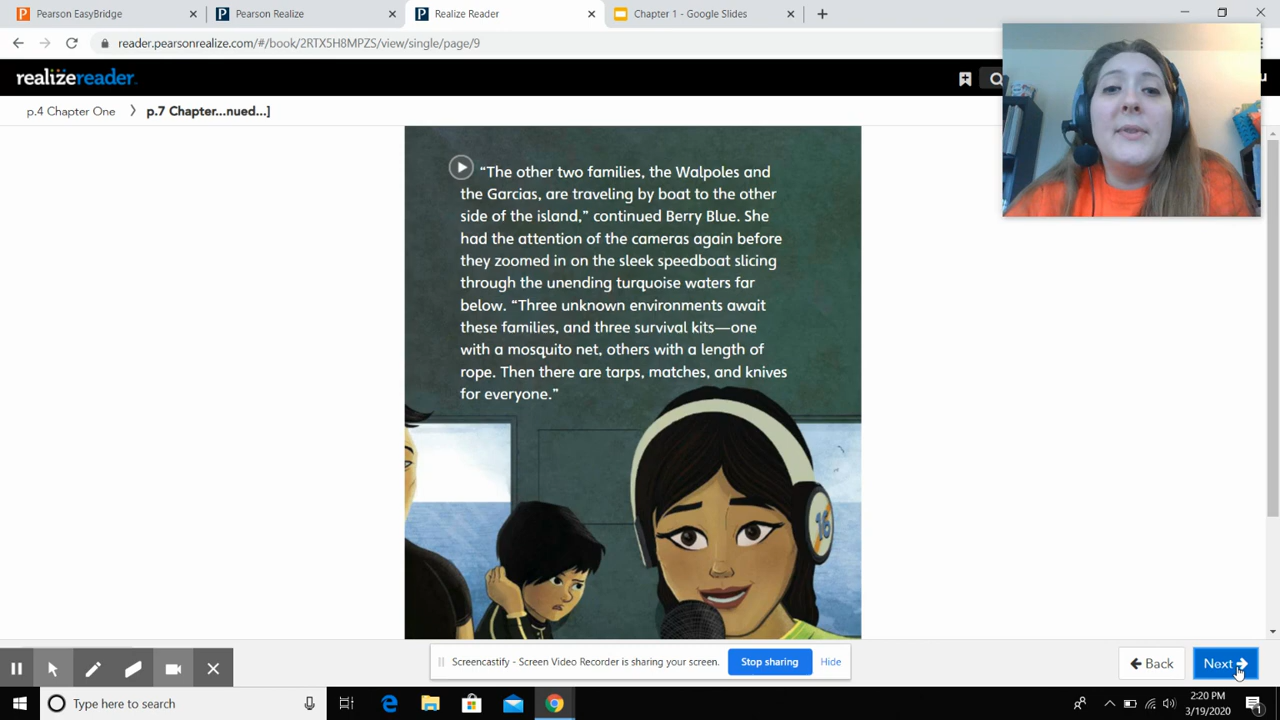 Pearson EasyBridge
Pearson Realize
Realize Reader
Chapter 1 - Google Slides
reader.pearsonrealize.com/#/book/2RTX5H8MPZS/view/single/page/9
realizereader
p.4 Chapter One
p.7 Chapter...nued...]
“The other two families, the Walpoles and
the Garcias, are traveling by boat to the other
side of the island,” continued Berry Blue. She
had the attention of the cameras again before
they zoomed in on the sleek speedboat slicing
through the unending turquoise waters far
below. “Three unknown environments await
these families, and three survival kits—one
with a mosquito net, others with a length of
rope. Then there are tarps, matches, and knives
for everyone.”
16
Screencastify - Screen Video Recorder is sharing your screen.
Stop sharing
Hide
Back
Next
Type here to search
2:20 PM
3/19/2020
1